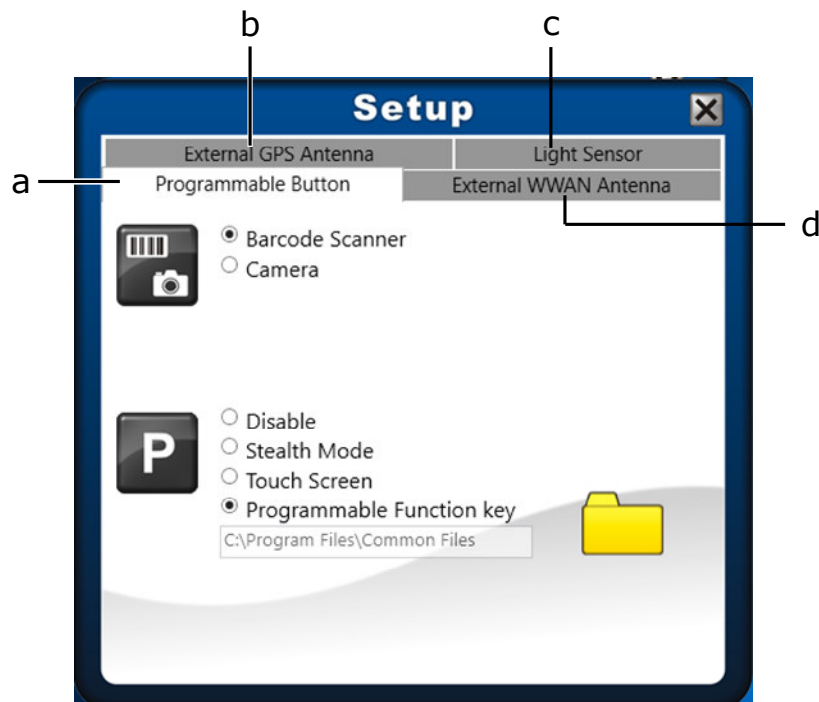 b c
Setup
External GPS Antenna Light Sensor
a Programmable Button External WWAN Antenna
d
Barcode Scanner
Camera
Disable
P Stealth Mode
Touch Screen
Programmable Function key
C:\Program Files\Common Files